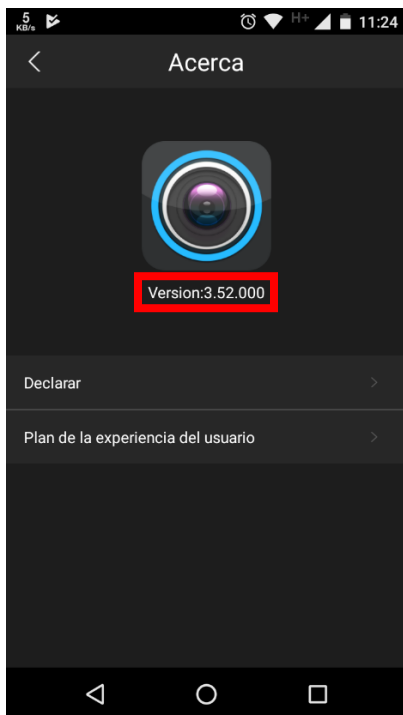 5
KB/s
H+
11:24
Acerca
Version:3.52.000
Declarar
Plan de la experiencia del usuario